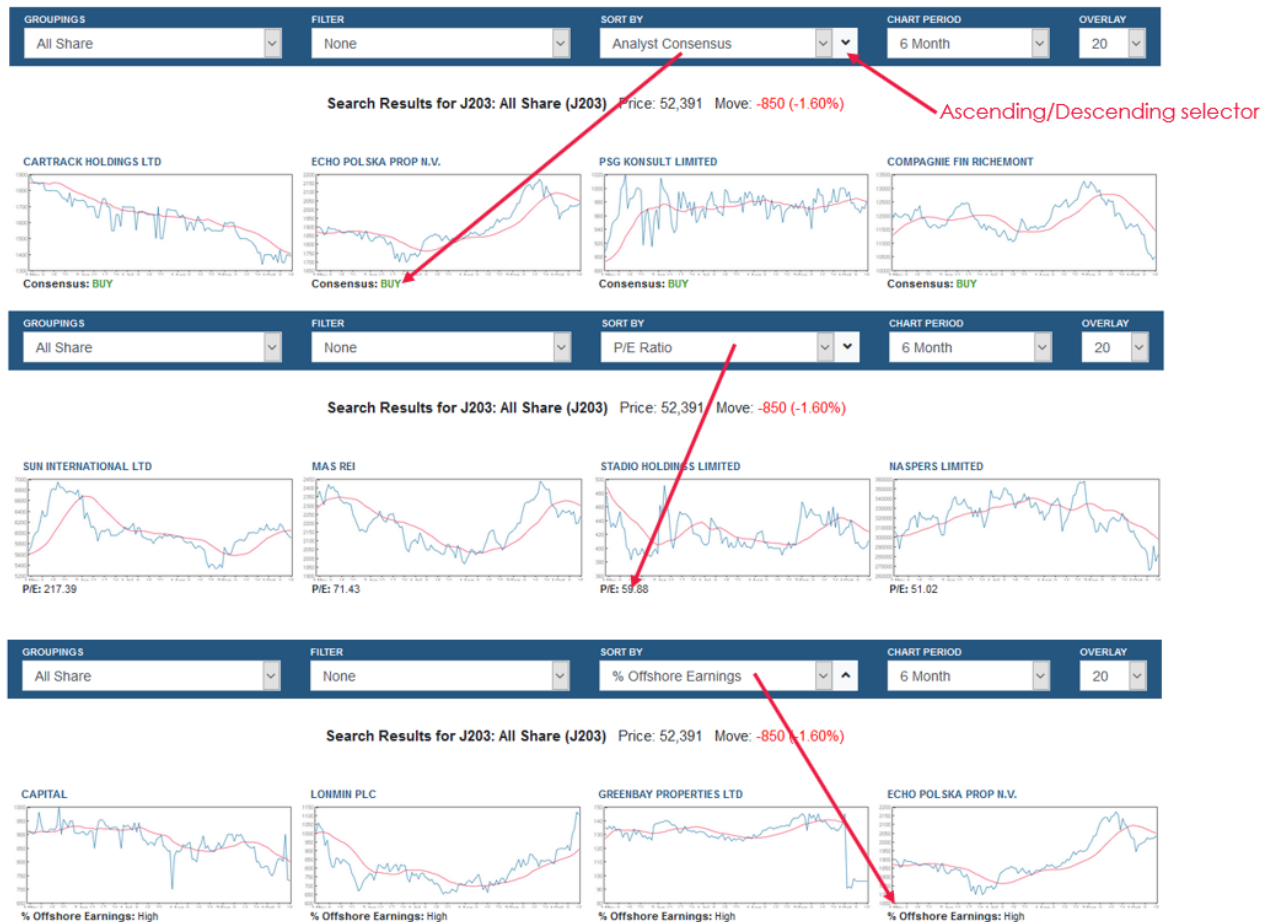 GROUPINGS FILTER SORT BY CHART PERIOD OVERLAY
All Share None Analyst Consensus 6 Month 20
Search Results for J203: All Share (J203) Price: 52,391 Move: -850 (-1.60%)
Ascending/Descending selector
CARTRACK HOLDINGS LTD ECHO POLSKA PROP N.V. PSG KONSULT LIMITED COMPAGNIE FIN RICHEMONT
Consensus: BUY Consensus: BUY Consensus: BUY Consensus: BUY
GROUPINGS FILTER SORT BY CHART PERIOD OVERLAY
All Share None P/E Ratio 6 Month 20
Search Results for J203: All Share (J203) Price: 52,391 Move: -850 (-1.60%)
SUN INTERNATIONAL LTD MAS REI STADIO HOLDINGS LIMITED NASPERS LIMITED
P/E: 217.39 P/E: 71.43 P/E: 59.88 P/E: 51.02
GROUPINGS FILTER SORT BY CHART PERIOD OVERLAY
All Share None % Offshore Earnings 6 Month 20
Search Results for J203: All Share (J203) Price: 52,391 Move: -850 (-1.60%)
CAPITAL LONMIN PLC GREENBAY PROPERTIES LTD ECHO POLSKA PROP N.V.
% Offshore Earnings: High % Offshore Earnings: High % Offshore Earnings: High % Offshore Earnings: High